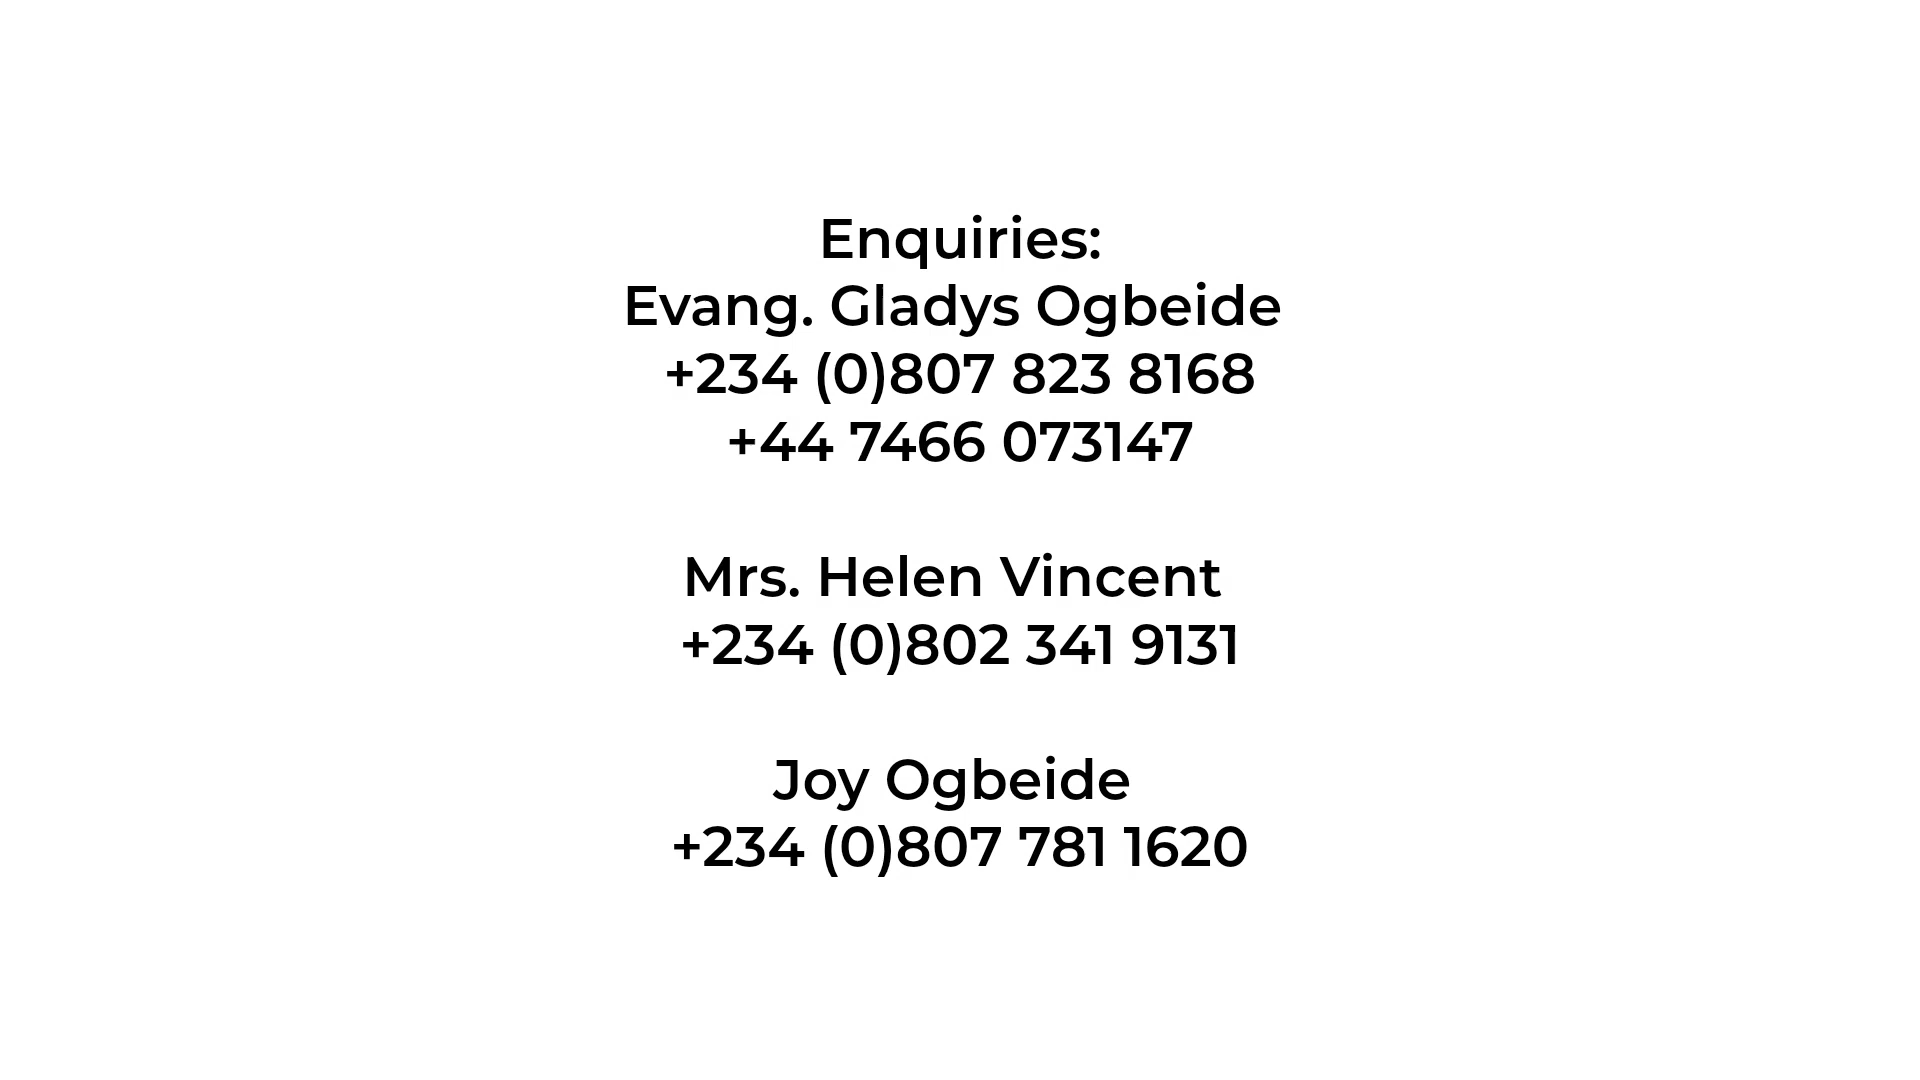 Enquiries:
Evang. Gladys Ogbeide
+234 (0)807 823 8168
+44 7466 073147
Mrs. Helen Vincent
+234 (0)802 341 9131
Joy Ogbeide
+234 (0)807 781 1620